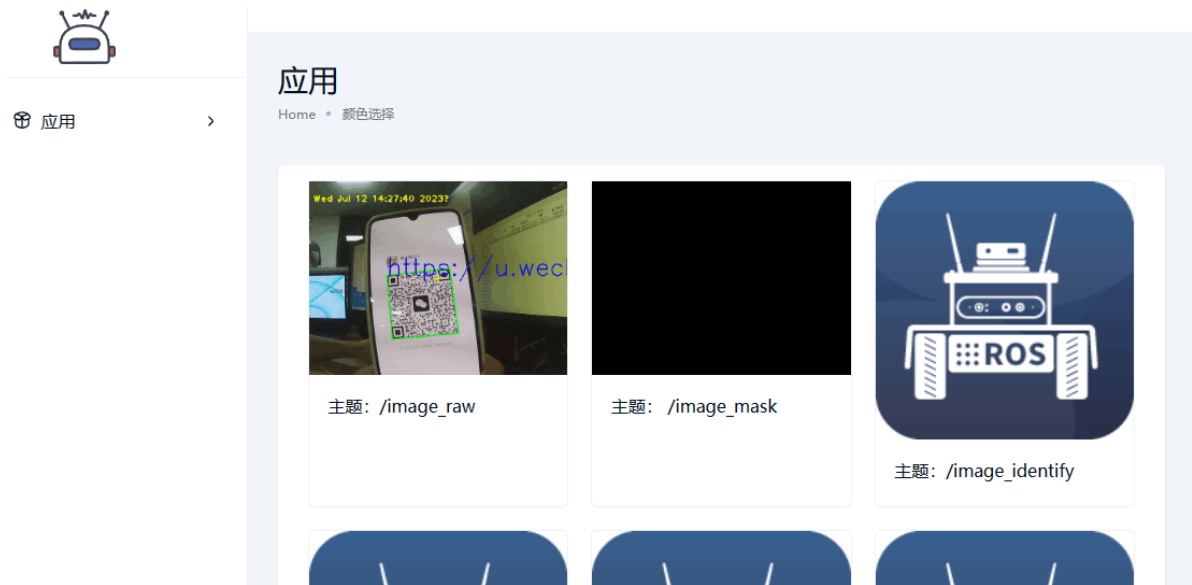 应用
应用
Home • 颜色选择
Wed Jul 12 14:27:40 2023?
https://u.wecl
ROS
主题：/image_raw
主题： /image_mask
主题：/image_identify